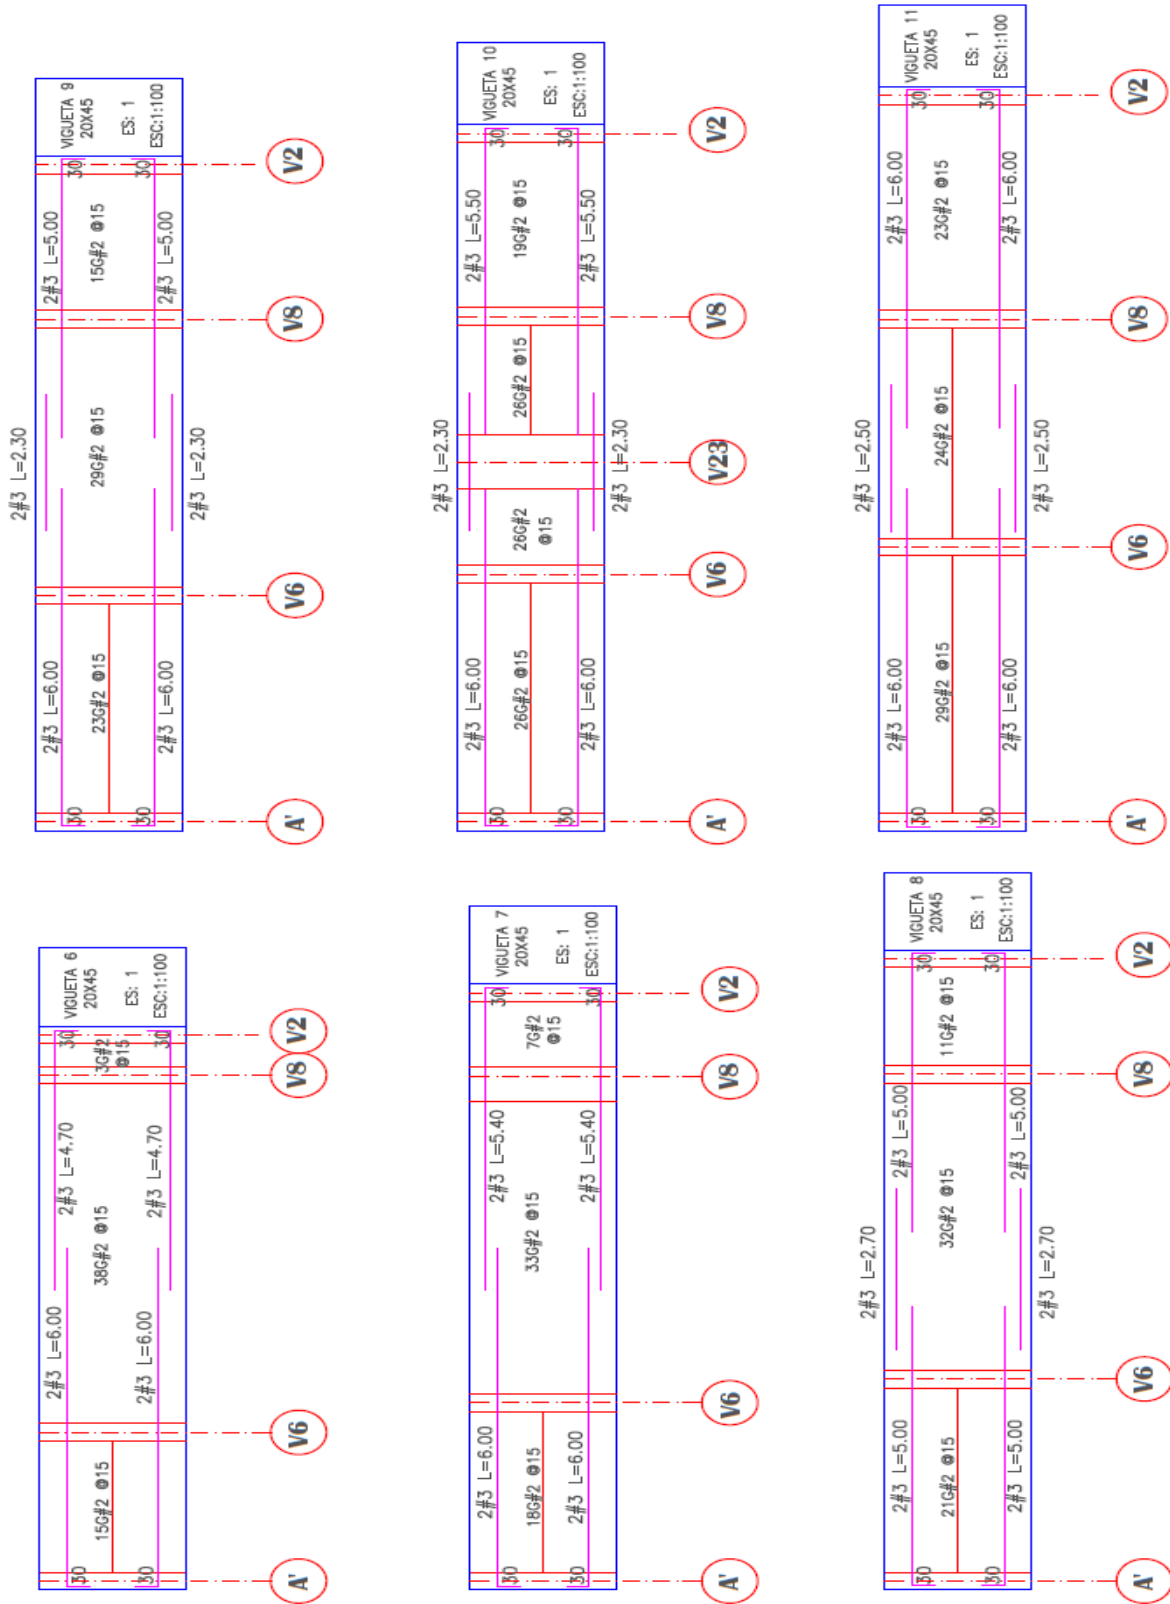 VIGUETA 9
20X45
ES: 1
ESC:1:100
2#3 L=2.30
2#3 L=6.00
2#3 L=5.00
23G#2 @15
29G#2 @15
15G#2 @15
2#3 L=6.00
2#3 L=5.00
2#3 L=2.30
30
30
30
30
A'
V6
V8
V2
VIGUETA 10
20X45
ES: 1
ESC:1:100
2#3 L=2.30
2#3 L=6.00
2#3 L=5.50
26G#2 @15
26G#2
@15
26G#2 @15
19G#2 @15
2#3 L=6.00
2#3 L=5.50
2#3 L=2.30
30
30
30
30
A'
V6
V23
V8
V2
VIGUETA 11
20X45
ES: 1
ESC:1:100
2#3 L=2.50
2#3 L=6.00
2#3 L=6.00
29G#2 @15
24G#2 @15
23G#2 @15
2#3 L=6.00
2#3 L=6.00
2#3 L=2.50
30
30
30
30
A'
V6
V8
V2
VIGUETA 6
20X45
ES: 1
ESC:1:100
2#3 L=6.00
2#3 L=4.70
15G#2 @15
38G#2 @15
3G#2
@15
2#3 L=6.00
2#3 L=4.70
30
30
30
30
A'
V6
V8
V2
VIGUETA 7
20X45
ES: 1
ESC:1:100
2#3 L=6.00
2#3 L=5.40
18G#2 @15
33G#2 @15
7G#2
@15
2#3 L=6.00
2#3 L=5.40
30
30
30
30
A'
V6
V8
V2
VIGUETA 8
20X45
ES: 1
ESC:1:100
2#3 L=2.70
2#3 L=5.00
2#3 L=5.00
21G#2 @15
32G#2 @15
11G#2 @15
2#3 L=5.00
2#3 L=5.00
2#3 L=2.70
30
30
30
30
A'
V6
V8
V2